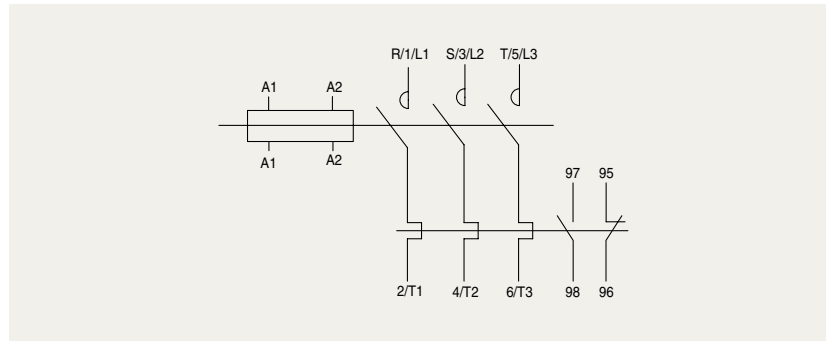 R/1/L1 S/3/L2 T/5/L3
A1 A2
A1 A2
97 95
2/T1 4/T2 6/T3 98 96